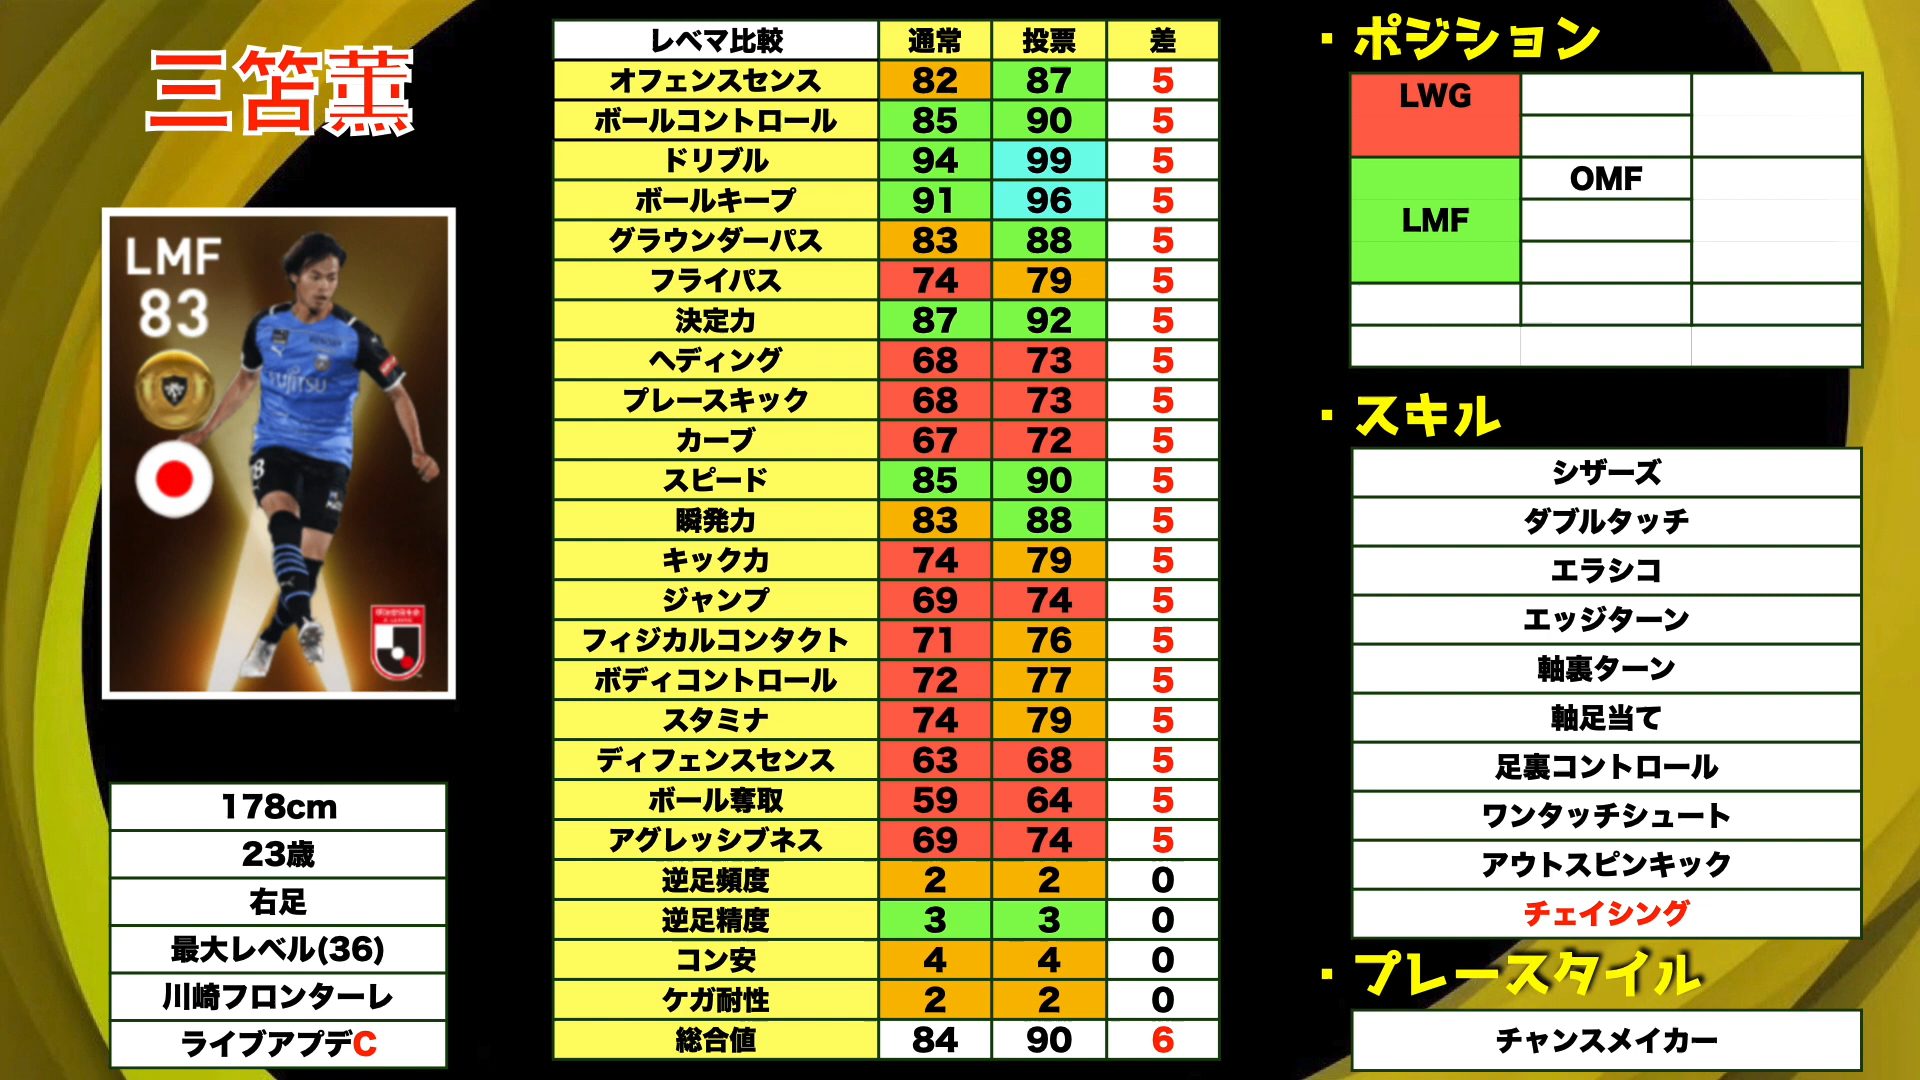 三笘薫
LMF
83
FUJITSU
8
178cm
23歳
右足
最大レベル(36)
川崎フロンターレ
ライブアプデC
レベマ比較 通常 投票 差
オフェンスセンス 82 87 5
ボールコントロール 85 90 5
ドリブル 94 99 5
ボールキープ 91 96 5
グラウンダーパス 83 88 5
フライパス 74 79 5
決定力 87 92 5
ヘディング 68 73 5
プレースキック 68 73 5
カーブ 67 72 5
スピード 85 90 5
瞬発力 83 88 5
キック力 74 79 5
ジャンプ 69 74 5
フィジカルコンタクト 71 76 5
ボディコントロール 72 77 5
スタミナ 74 79 5
ディフェンスセンス 63 68 5
ボール奪取 59 64 5
アグレッシブネス 69 74 5
逆足頻度 2 2 0
逆足精度 3 3 0
コン安 4 4 0
ケガ耐性 2 2 0
総合値 84 90 6
・ポジション
LWG
OMF
LMF
・スキル
シザーズ
ダブルタッチ
エラシコ
エッジターン
軸裏ターン
軸足当て
足裏コントロール
ワンタッチシュート
アウトスピンキック
チェイシング
・プレースタイル
チャンスメイカー